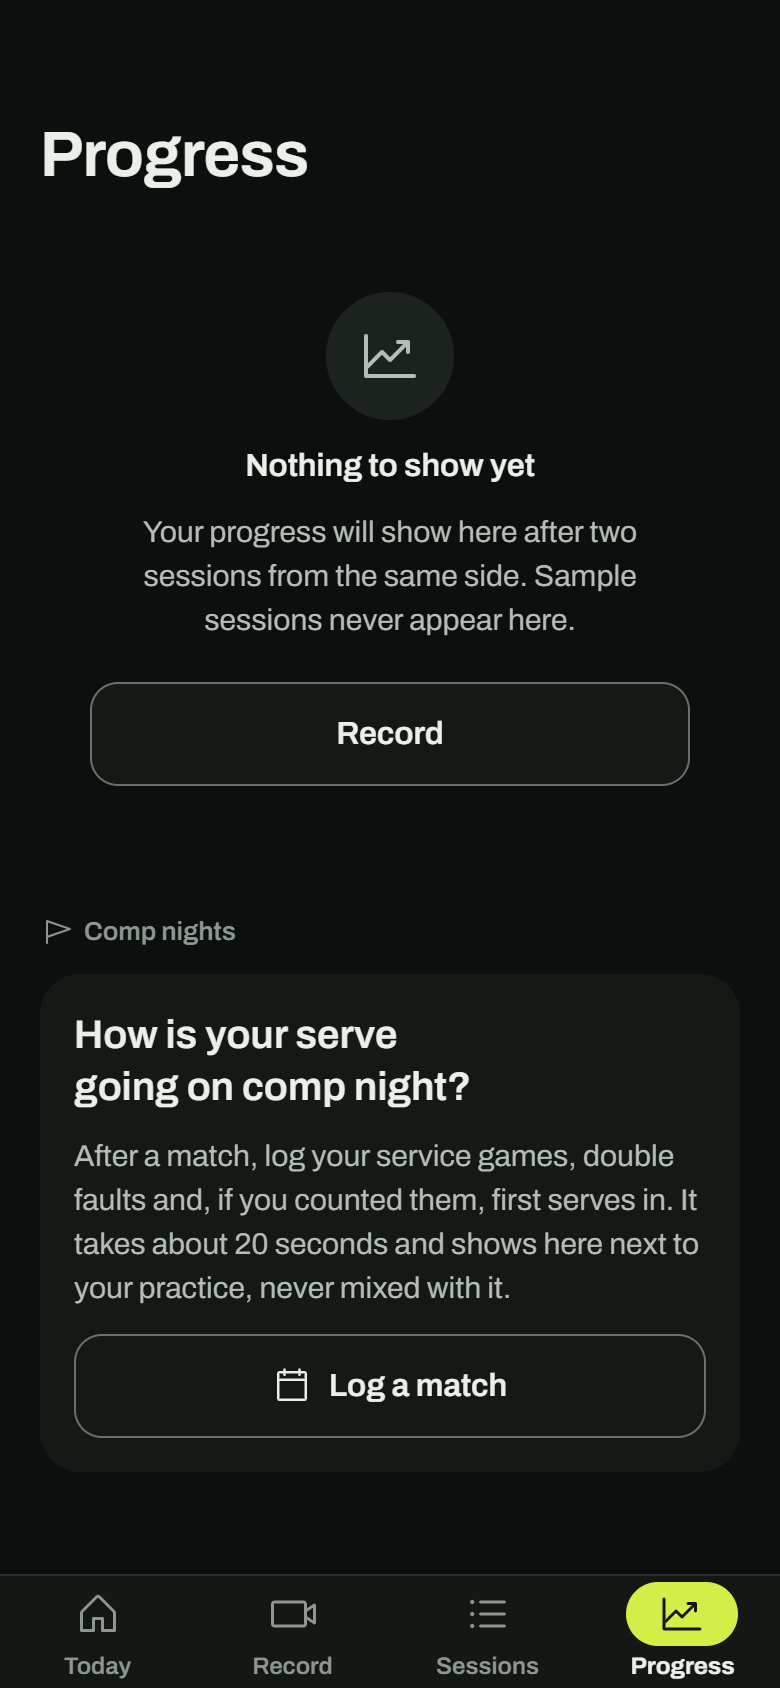 Progress
Nothing to show yet
Your progress will show here after two
sessions from the same side. Sample
sessions never appear here.
Record
Comp nights
How is your serve
going on comp night?
After a match, log your service games, double
faults and, if you counted them, first serves in. It
takes about 20 seconds and shows here next to
your practice, never mixed with it.
Log a match
Today
Record
Sessions
Progress